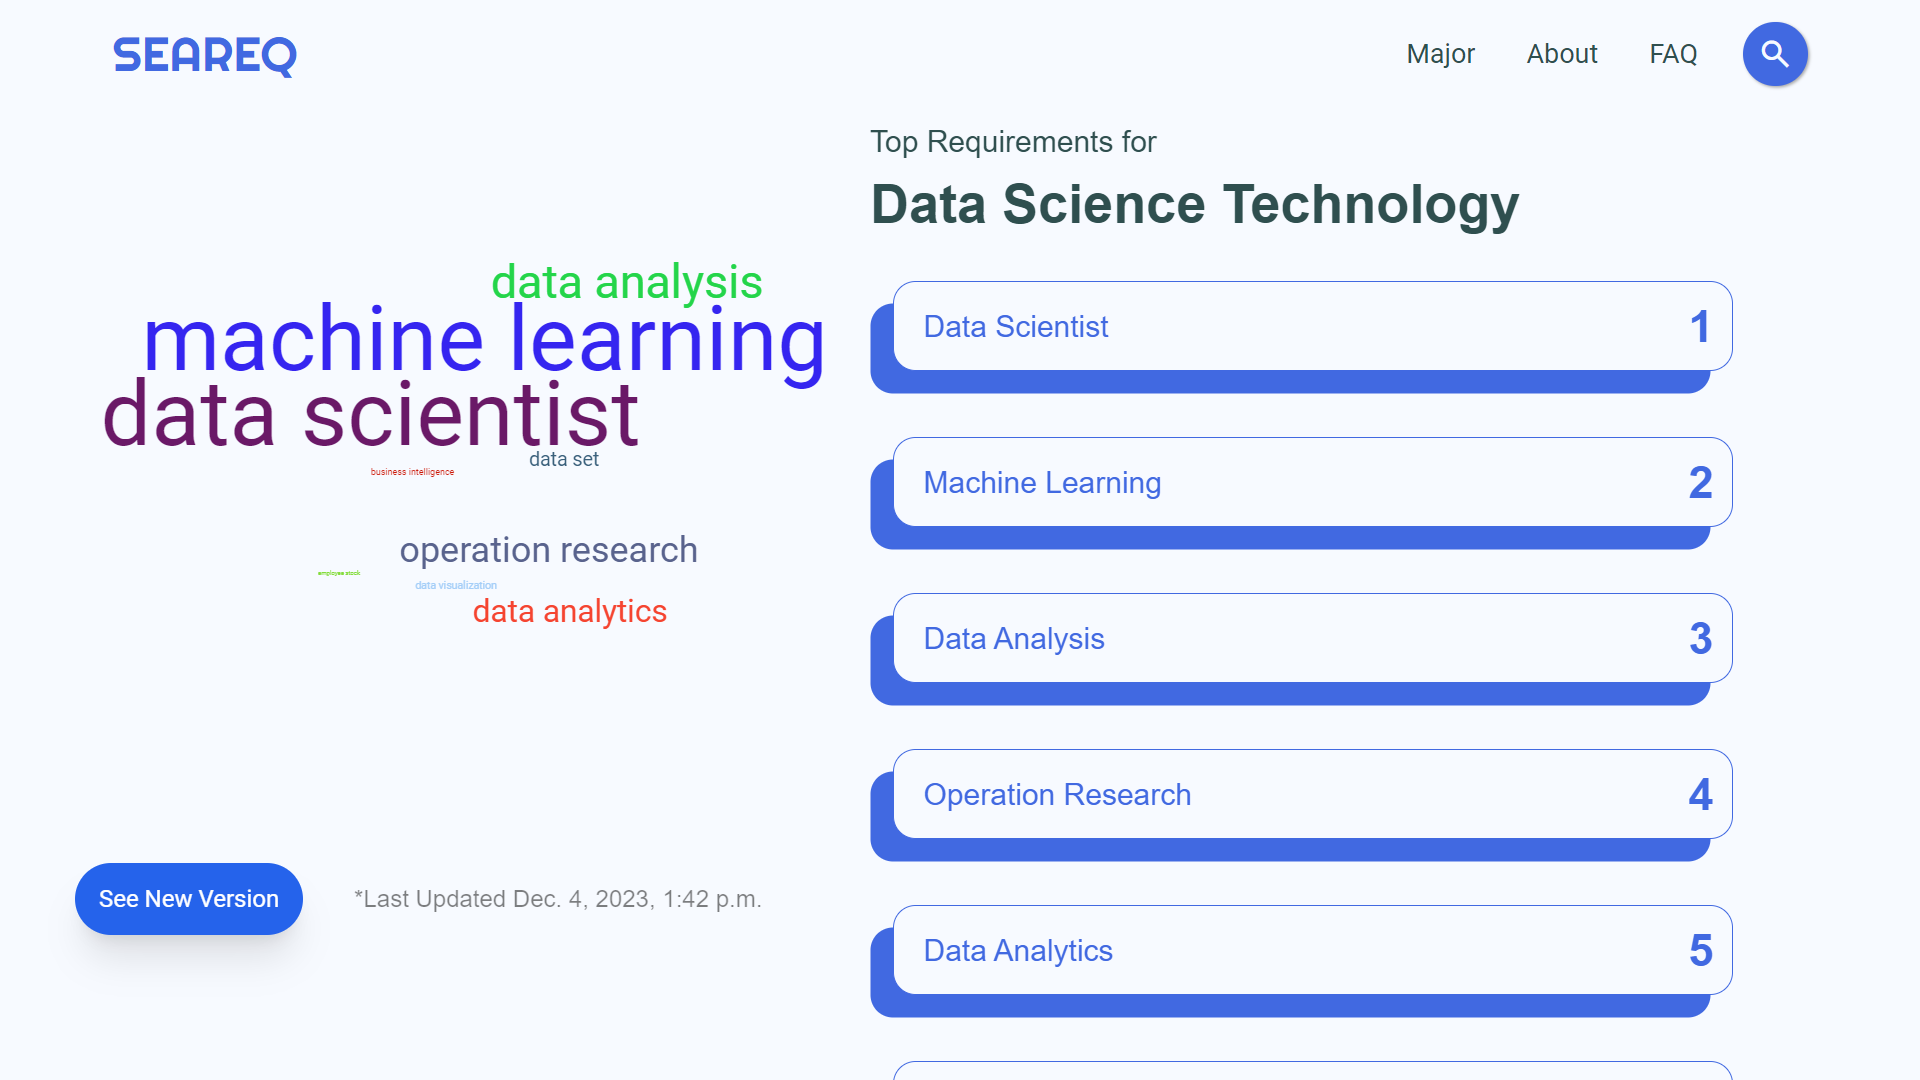 SEAREQ
Major
About
FAQ
Top Requirements for
Data Science Technology
data analysis
machine learning
data scientist
data set
business intelligence
operation research
employee stock
data visualization
data analytics
Data Scientist
1
Machine Learning
2
Data Analysis
3
Operation Research
4
Data Analytics
5
See New Version
*Last Updated Dec. 4, 2023, 1:42 p.m.